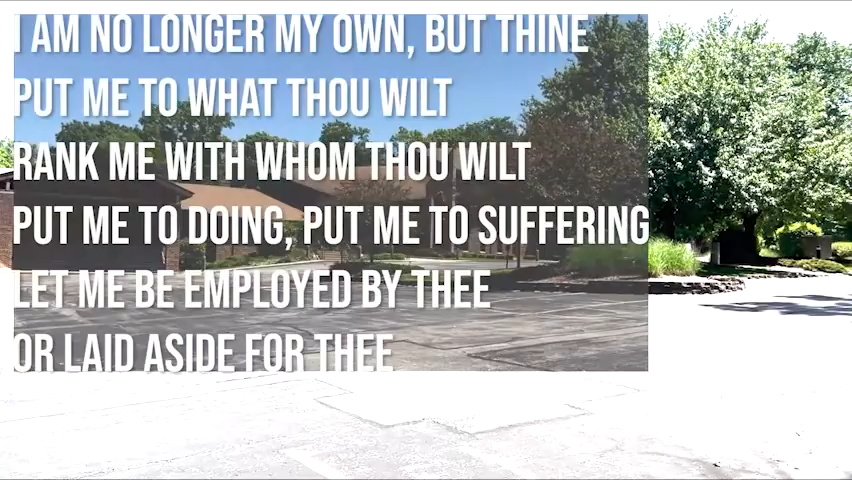 I AM NO LONGER MY OWN, BUT THINE
PUT ME TO WHAT THOU WILT
RANK ME WITH WHOM THOU WILT
PUT ME TO DOING, PUT ME TO SUFFERING
LET ME BE EMPLOYED BY THEE
OR LAID ASIDE FOR THEE